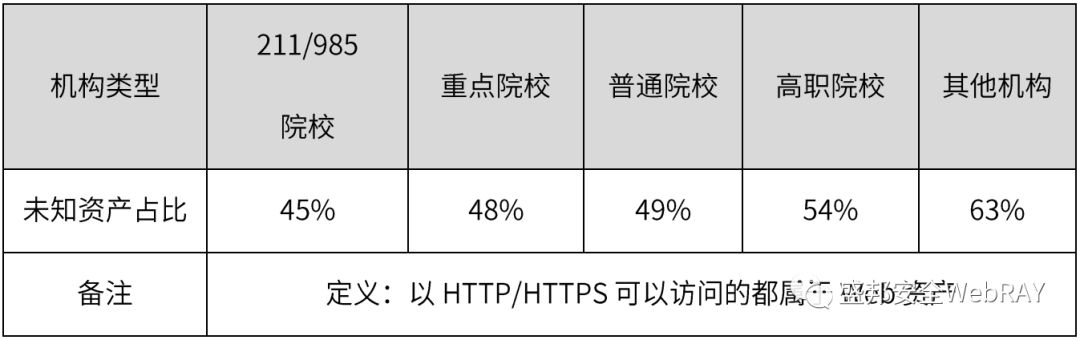 机构类型
211/985
院校
重点院校
普通院校
高职院校
其他机构
未知资产占比
45%
48%
49%
54%
63%
备注
定义：以 HTTP/HTTPS 可以访问的都属于 Web 资产
盛邦安全WebRAY